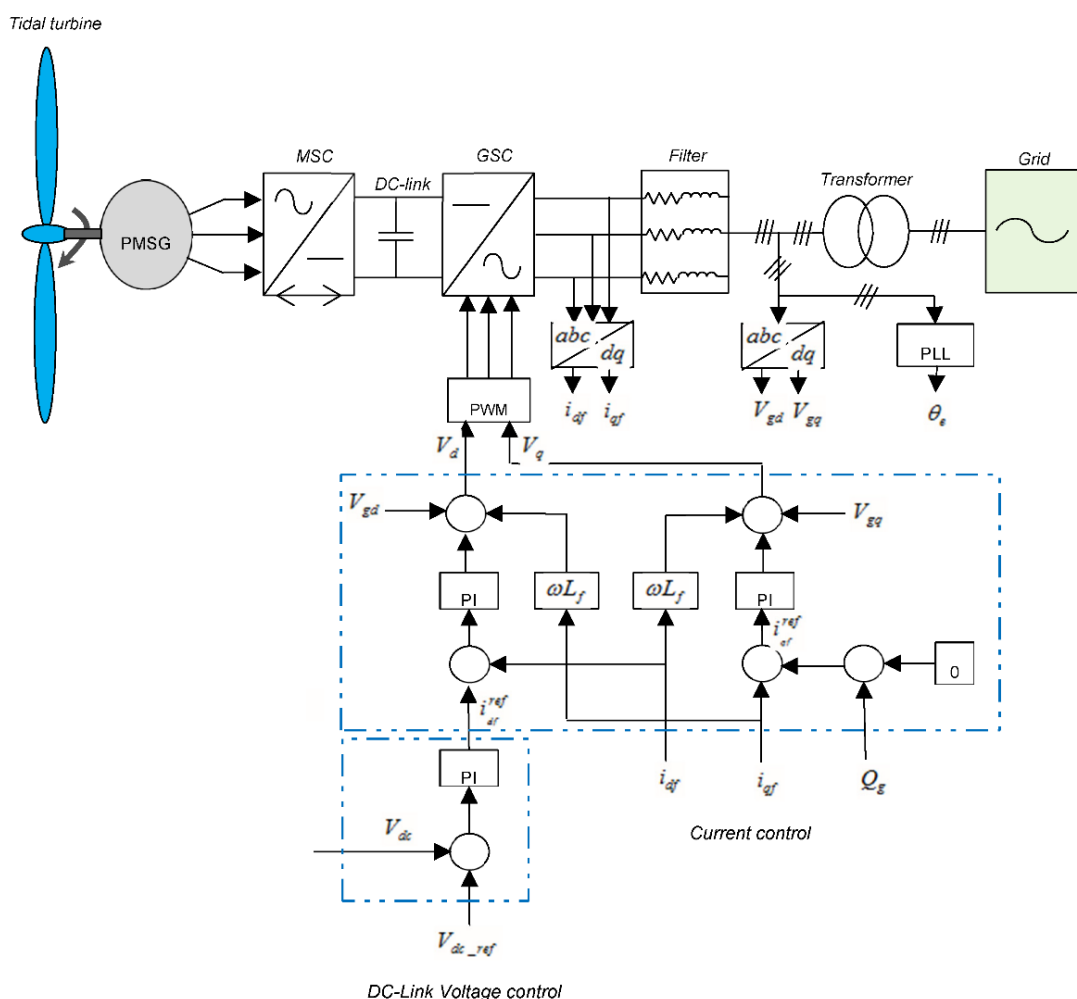 Tidal turbine
MSC
GSC
Filter
Grid
DC-link
Transformer
PMSG
abc
dq
abc
dq
PLL
PWM
i_df
i_qf
V_gd
V_gq
θ_e
V_d
V_q
V_gd
V_gq
PI
ωL_f
ωL_f
PI
i_qf^ref
0
i_df^ref
PI
i_df
i_qf
Q_g
V_dc
Current control
V_dc_ref
DC-Link Voltage control